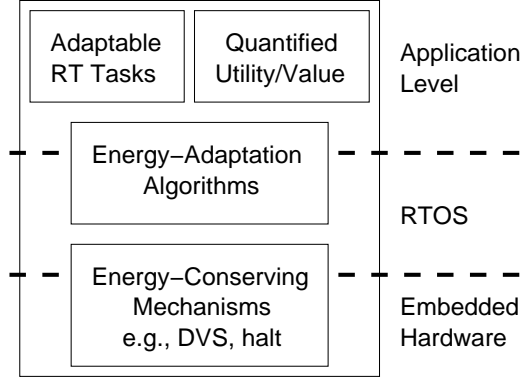 Adaptable
RT Tasks
Quantified
Utility/Value
Application
Level
Energy−Adaptation
Algorithms
RTOS
Energy−Conserving
Mechanisms
e.g., DVS, halt
Embedded
Hardware